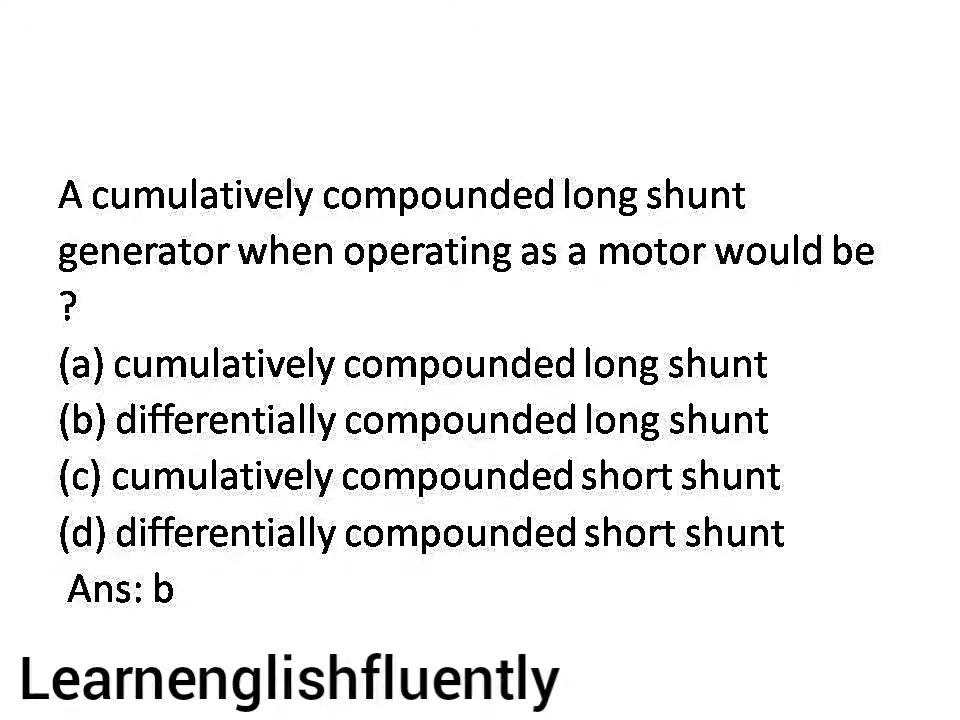 A cumulatively compounded long shunt
generator when operating as a motor would be
?
(a) cumulatively compounded long shunt
(b) differentially compounded long shunt
(c) cumulatively compounded short shunt
(d) differentially compounded short shunt
Ans: b
Learnenglishfluently